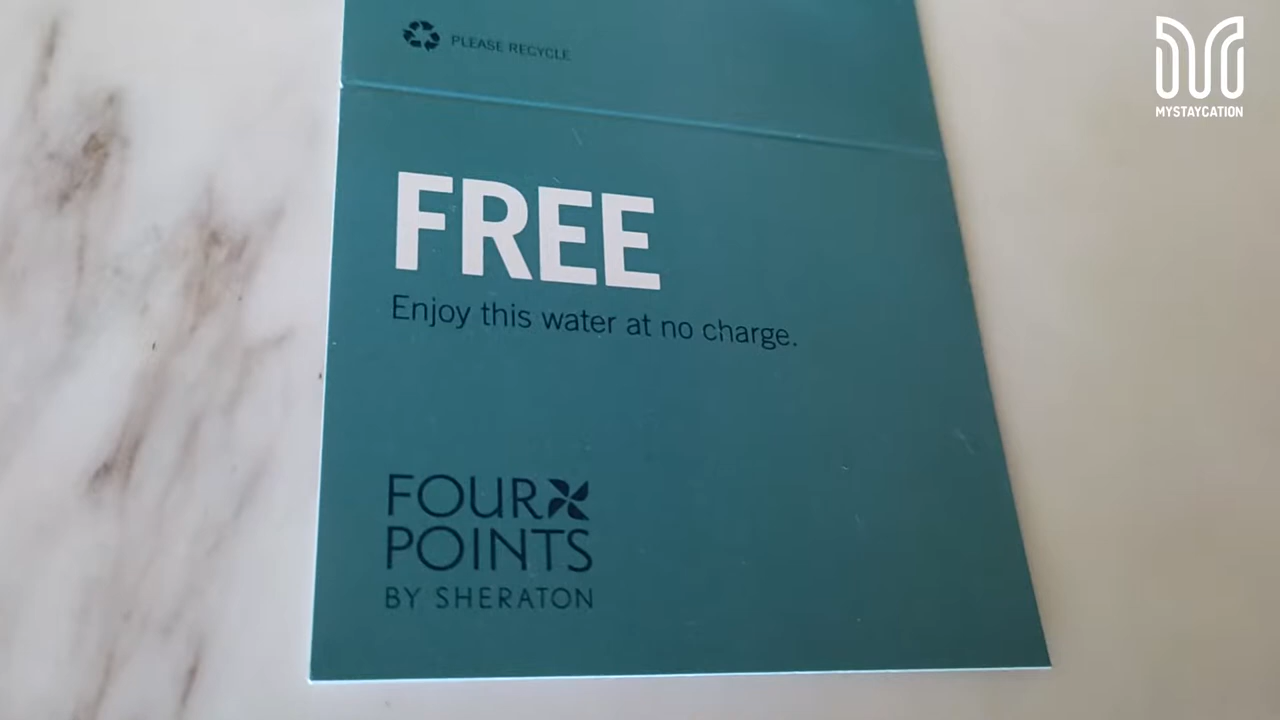 PLEASE RECYCLE
MYSTAYCATION
FREE
Enjoy this water at no charge.
FOUR
POINTS
BY SHERATON